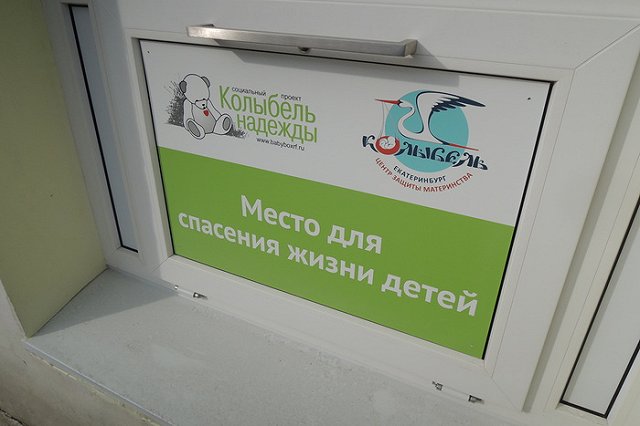 социальный проект
Колыбель
надежды
www.babyboxrf.ru
КОЛЫБЕЛЬ
ЕКАТЕРИНБУРГ
ЦЕНТР ЗАЩИТЫ МАТЕРИНСТВА
Место для
спасения жизни детей